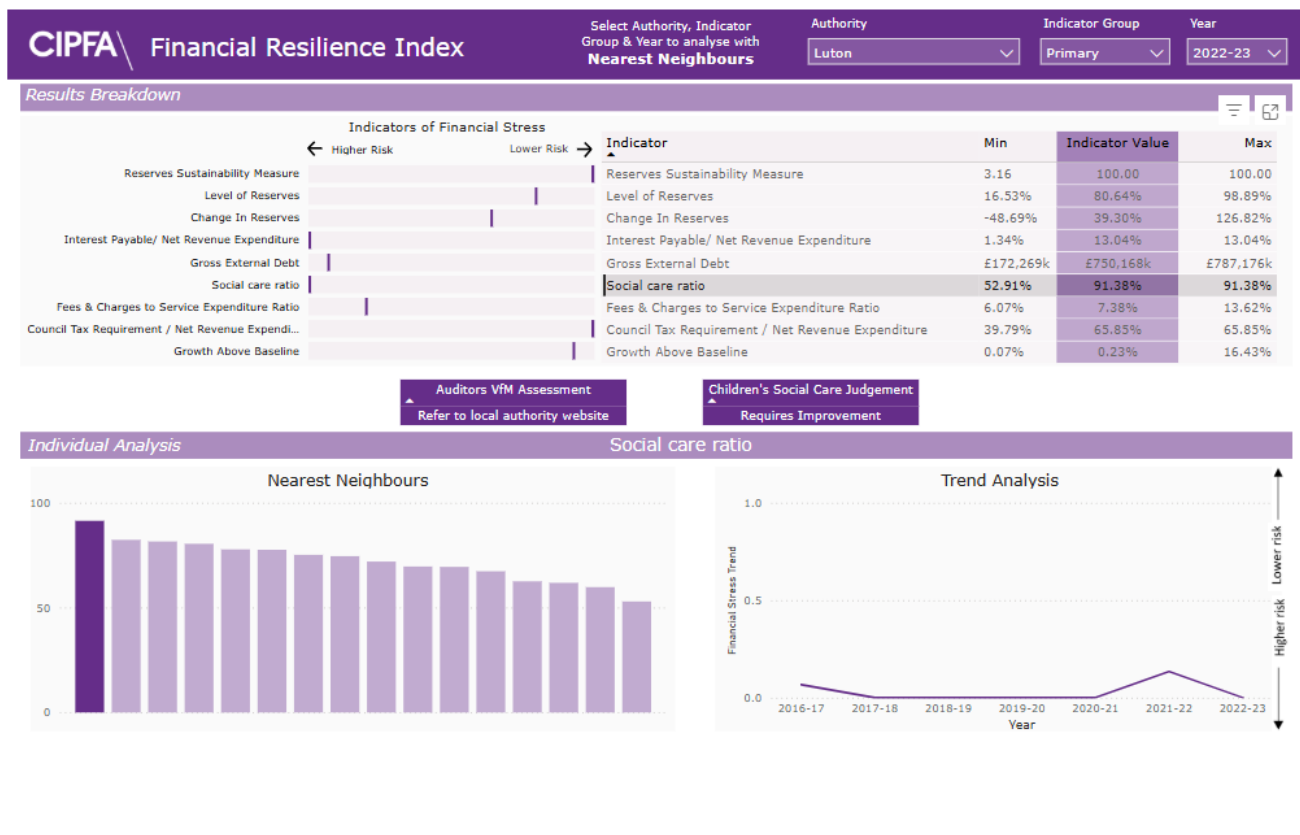 CIPFA
Financial Resilience Index
Select Authority, Indicator
Group & Year to analyse with
Nearest Neighbours
Authority
Luton
Indicator Group
Primary
Year
2022-23
Results Breakdown
Indicators of Financial Stress
Higher Risk
Lower Risk
Reserves Sustainability Measure
Level of Reserves
Change In Reserves
Interest Payable/ Net Revenue Expenditure
Gross External Debt
Social care ratio
Fees & Charges to Service Expenditure Ratio
Council Tax Requirement / Net Revenue Expendi...
Growth Above Baseline
Indicator Min Indicator Value Max
Reserves Sustainability Measure 3.16 100.00 100.00
Level of Reserves 16.53% 80.64% 98.89%
Change In Reserves -48.69% 39.30% 126.82%
Interest Payable/ Net Revenue Expenditure 1.34% 13.04% 13.04%
Gross External Debt £172,269k £750,168k £787,176k
Social care ratio 52.91% 91.38% 91.38%
Fees & Charges to Service Expenditure Ratio 6.07% 7.38% 13.62%
Council Tax Requirement / Net Revenue Expenditure 39.79% 65.85% 65.85%
Growth Above Baseline 0.07% 0.23% 16.43%
Auditors VfM Assessment
Refer to local authority website
Children's Social Care Judgement
Requires Improvement
Individual Analysis
Social care ratio
Nearest Neighbours
100
50
0
Trend Analysis
Financial Stress Trend
1.0
0.5
0.0
2016-17 2017-18 2018-19 2019-20 2020-21 2021-22 2022-23
Year
Lower risk
Higher risk